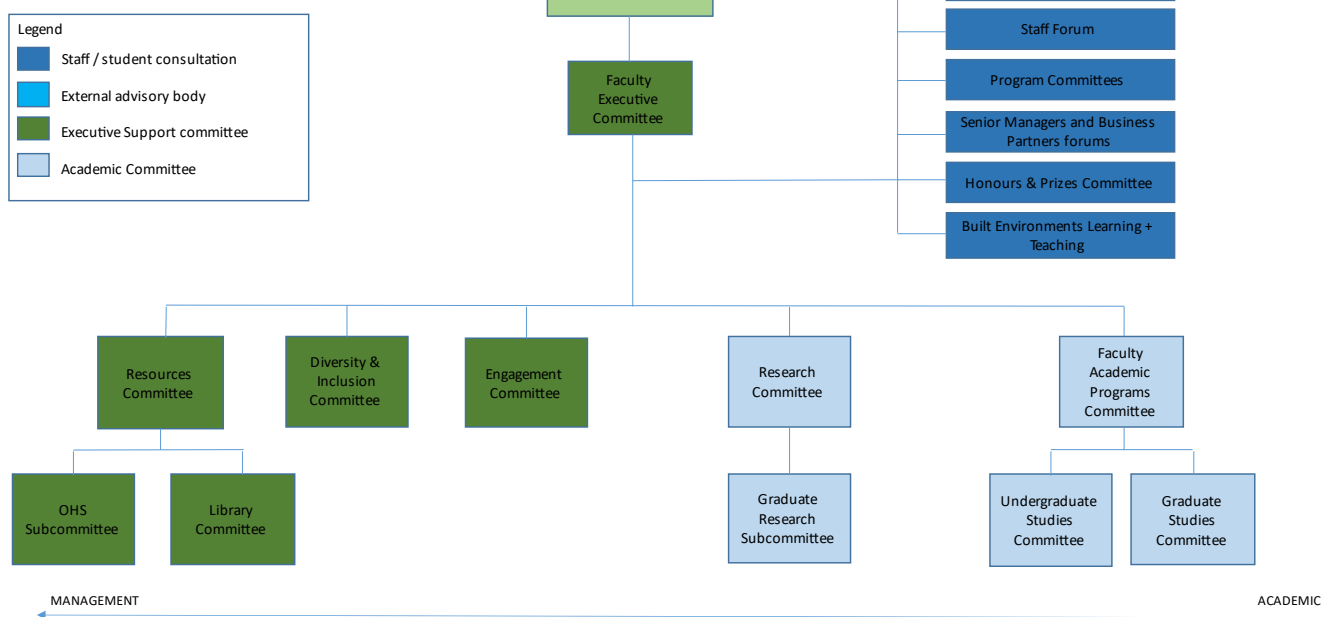 Legend
Staff / student consultation
External advisory body
Executive Support committee
Academic Committee
Faculty
Executive
Committee
Staff Forum
Program Committees
Senior Managers and Business
Partners forums
Honours & Prizes Committee
Built Environments Learning +
Teaching
Resources
Committee
Diversity &
Inclusion
Committee
Engagement
Committee
Research
Committee
Faculty
Academic
Programs
Committee
OHS
Subcommittee
Library
Committee
Graduate
Research
Subcommittee
Undergraduate
Studies
Committee
Graduate
Studies
Committee
MANAGEMENT
ACADEMIC